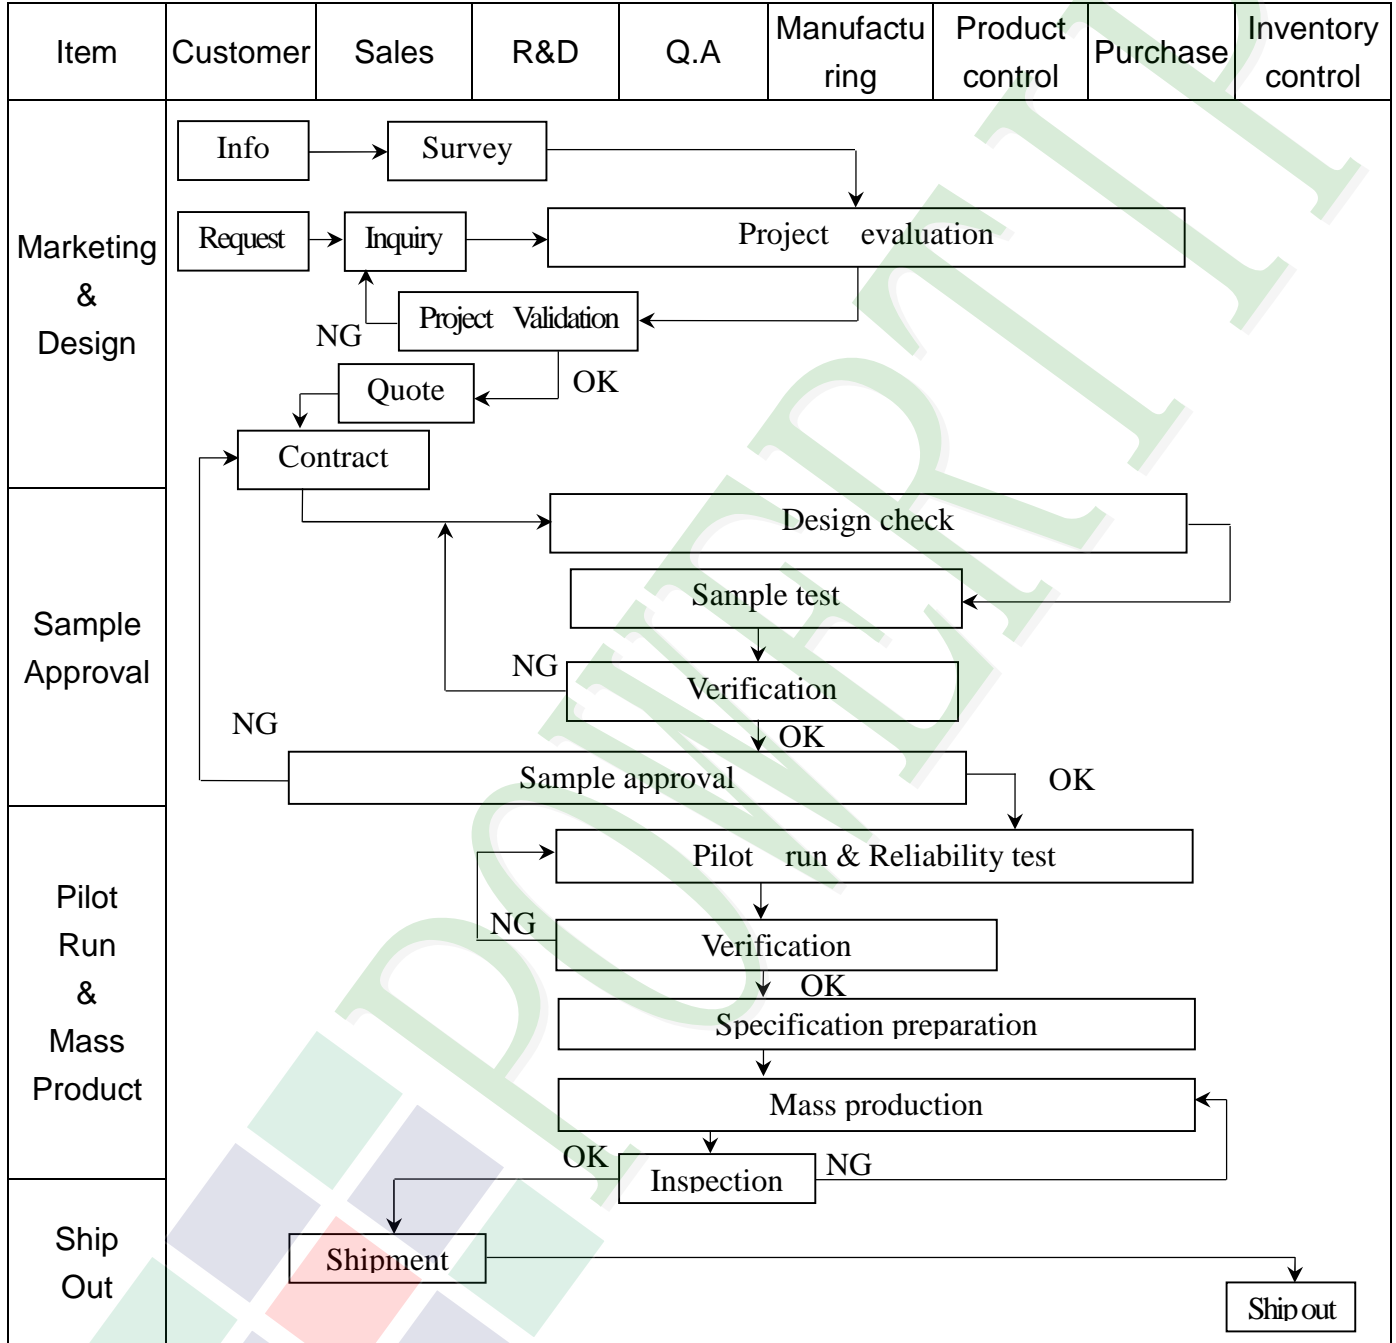 Item
Customer
Sales
R&D
Q.A
Manufactu
ring
Product
control
Purchase
Inventory
control
Marketing
&
Design
Info
Survey
Request
Inquiry
Project evaluation
Project Validation
NG
OK
Quote
Contract
Sample
Approval
Design check
Sample test
NG
Verification
NG
OK
Sample approval
OK
Pilot
Run
&
Mass
Product
Pilot run & Reliability test
NG
Verification
OK
Specification preparation
Mass production
OK
Inspection
NG
Ship
Out
Shipment
Ship out
POWERTIP